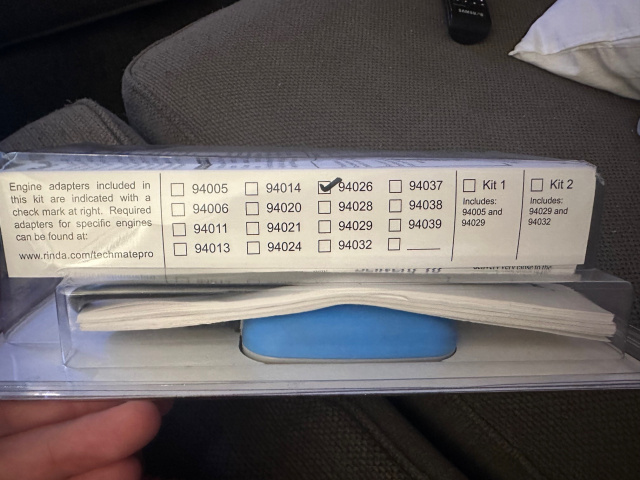 Engine adapters included in
this kit are indicated with a
check mark at right. Required
adapters for specific engines
can be found at:
www.rinda.com/techmatepro
94005 94014 94026 94037
94006 94020 94028 94038
94011 94021 94029 94039
94013 94024 94032
Kit 1
Includes:
94005 and
94029
Kit 2
Includes:
94029 and
94032